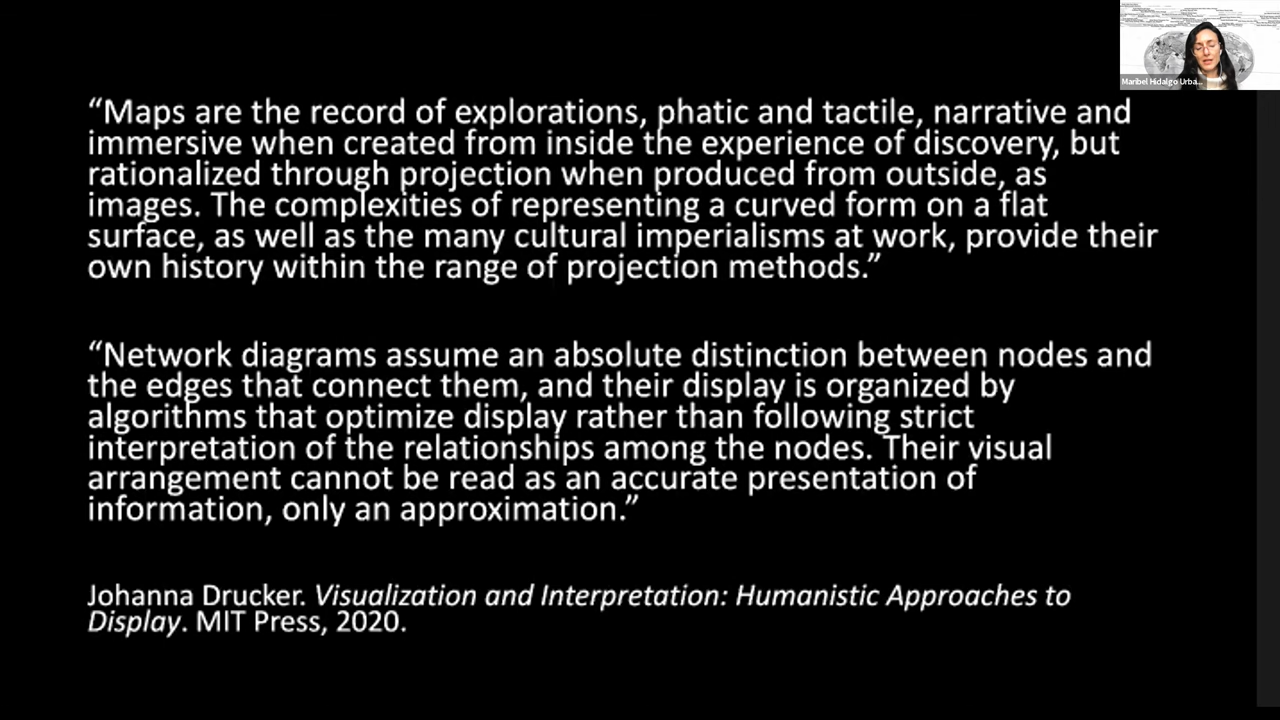 “Maps are the record of explorations, phatic and tactile, narrative and
immersive when created from inside the experience of discovery, but
rationalized through projection when produced from outside, as
images. The complexities of representing a curved form on a flat
surface, as well as the many cultural imperialisms at work, provide their
own history within the range of projection methods.”
“Network diagrams assume an absolute distinction between nodes and
the edges that connect them, and their display is organized by
algorithms that optimize display rather than following strict
interpretation of the relationships among the nodes. Their visual
arrangement cannot be read as an accurate presentation of
information, only an approximation.”
Johanna Drucker. Visualization and Interpretation: Humanistic Approaches to
Display. MIT Press, 2020.
Maribel Hidalgo Urba...